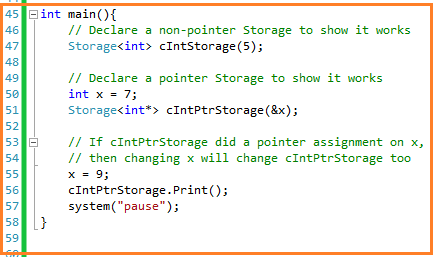 45 int main(){
46 // Declare a non-pointer Storage to show it works
47 Storage<int> cIntStorage(5);
48
49 // Declare a pointer Storage to show it works
50 int x = 7;
51 Storage<int*> cIntPtrStorage(&x);
52
53 // If cIntPtrStorage did a pointer assignment on x,
54 // then changing x will change cIntPtrStorage too
55 x = 9;
56 cIntPtrStorage.Print();
57 system("pause");
58 }
59